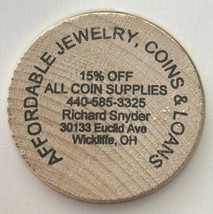 AFFORDABLE JEWELRY, COINS & LOANS
15% OFF
ALL COIN SUPPLIES
440-585-3325
Richard Snyder
30133 Euclid Ave
Wickliffe, OH